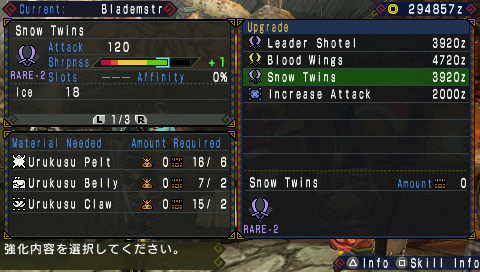 Current: Blademstr
294857z
Snow Twins
Attack 120
Shrpnss +1
RARE-2 Slots --- Affinity 0%
Ice 18
L 1/3 R
Material Needed Amount Required
Urukusu Pelt 0 16/ 6
Urukusu Belly 0 7/ 2
Urukusu Claw 0 15/ 2
Upgrade
Leader Shotel 3920z
Blood Wings 4720z
Snow Twins 3920z
Increase Attack 2000z
Snow Twins Amount 0
RARE-2
強化内容を選択してください。
Info Skill Info